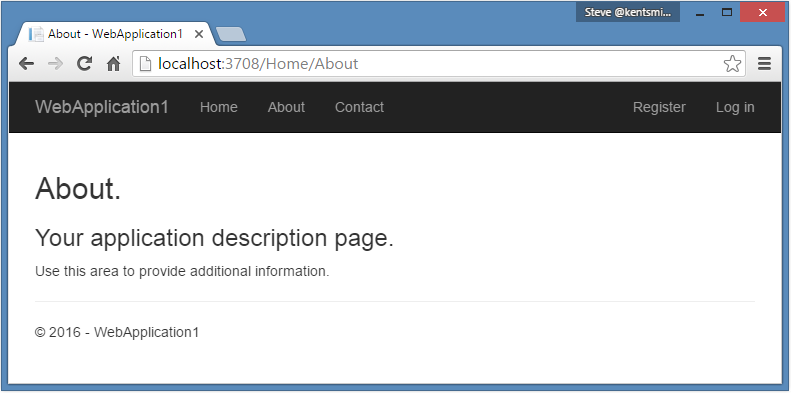 Steve @kentsmi...
About - WebApplication1
localhost:3708/Home/About
WebApplication1 Home About Contact Register Log in
About.
Your application description page.
Use this area to provide additional information.
© 2016 - WebApplication1